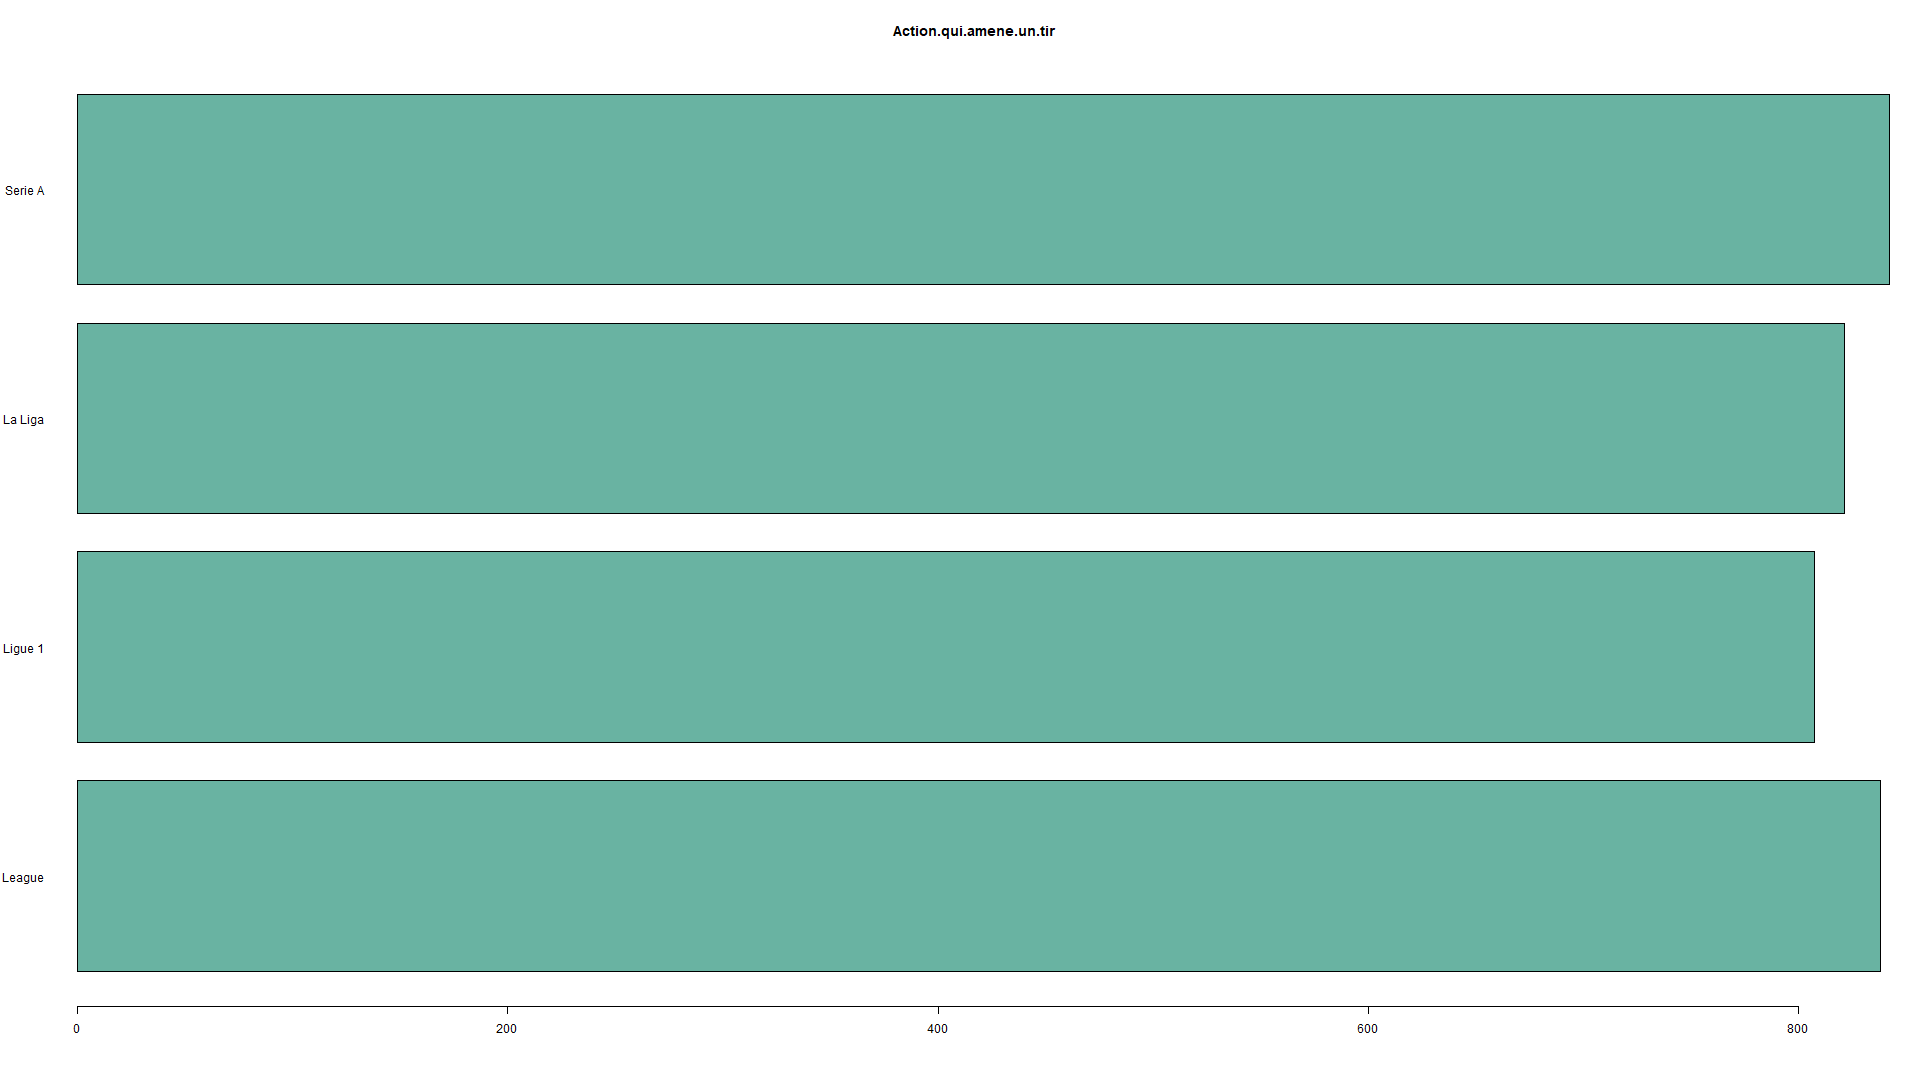 Action.qui.amene.un.tir
Serie A
La Liga
Ligue 1
League
0 200 400 600 800